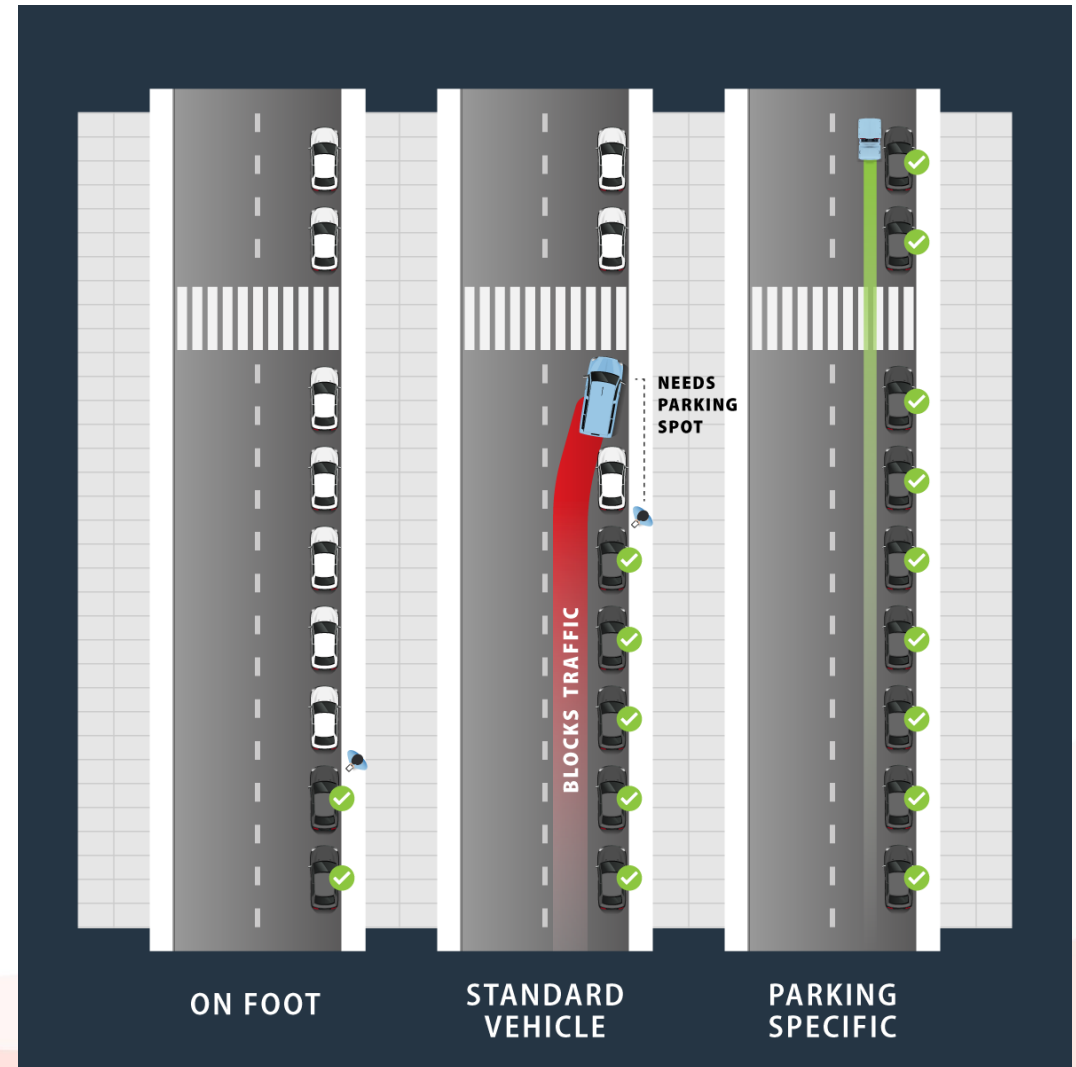 NEEDS
PARKING
SPOT
BLOCKS TRAFFIC
ON FOOT
STANDARD
VEHICLE
PARKING
SPECIFIC